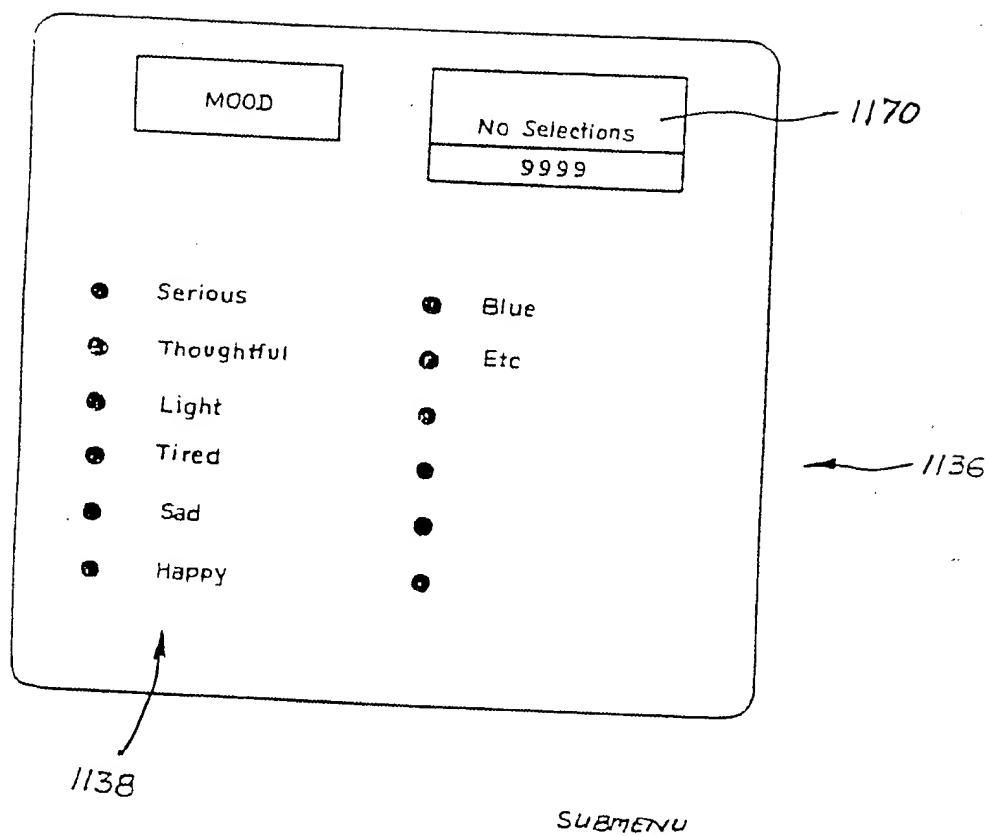 MOOD
No Selections
9999
1170
Serious
Thoughtful
Light
Tired
Sad
Happy
Blue
Etc
1136
1138
SUBMENU